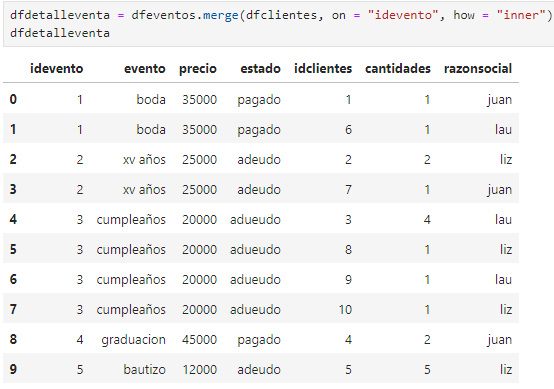 dfdetalleventa = dfeventos.merge(dfclientes, on = "idevento", how = "inner")
dfdetalleventa
idevento evento precio estado idclientes cantidades razonsocial
0 1 boda 35000 pagado 1 1 juan
1 1 boda 35000 pagado 6 1 lau
2 2 xv años 25000 adeudo 2 2 liz
3 2 xv años 25000 adeudo 7 1 juan
4 3 cumpleaños 20000 adueudo 3 4 lau
5 3 cumpleaños 20000 adueudo 8 1 liz
6 3 cumpleaños 20000 adueudo 9 1 lau
7 3 cumpleaños 20000 adueudo 10 1 liz
8 4 graduacion 45000 pagado 4 2 juan
9 5 bautizo 12000 adeudo 5 5 liz